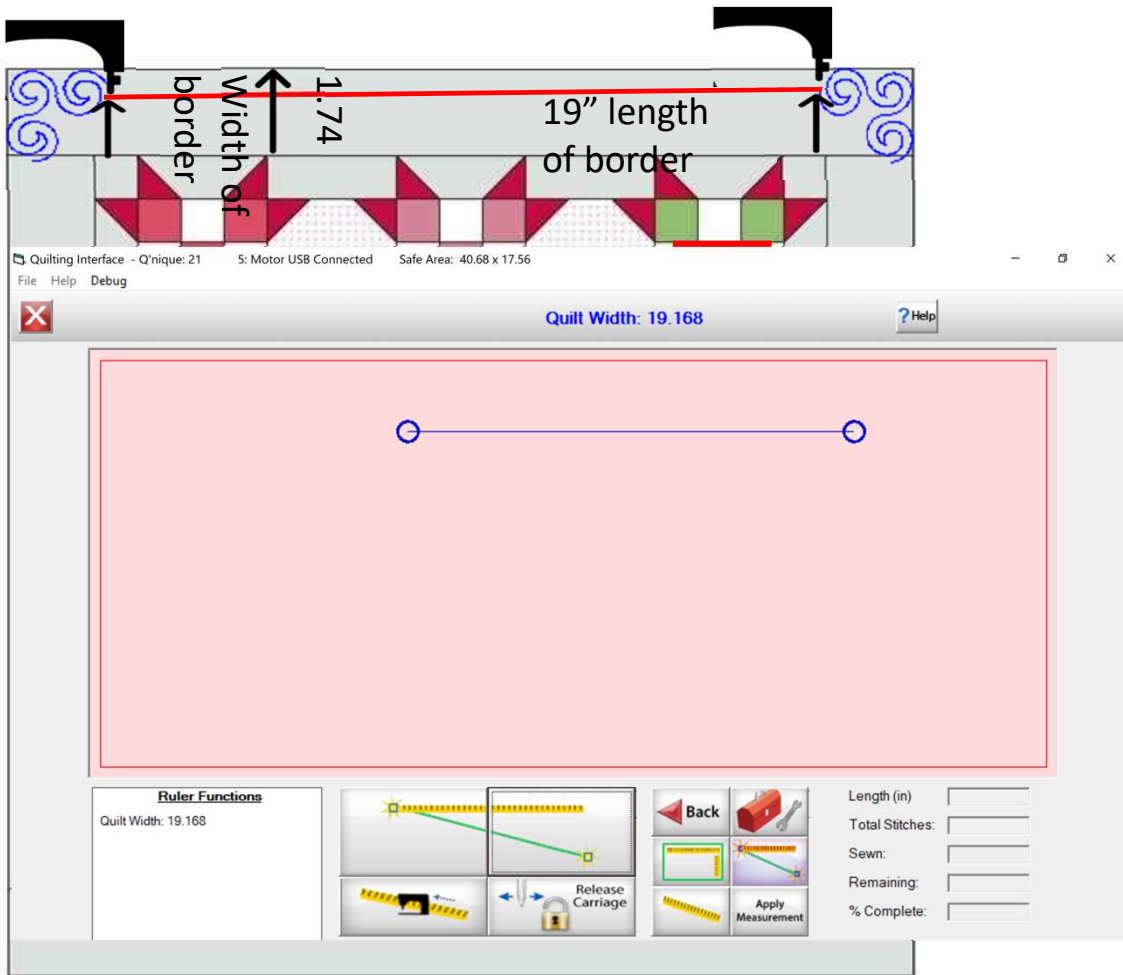 Width of
border
1.74
19” length
of border
Quilting Interface - Q'nique: 21 5: Motor USB Connected Safe Area: 40.68 x 17.56
File Help Debug
Quilt Width: 19.168
? Help
Ruler Functions
Quilt Width: 19.168
Back
Release
Carriage
Apply
Measurement
Length (in)
Total Stitches:
Sewn:
Remaining:
% Complete: